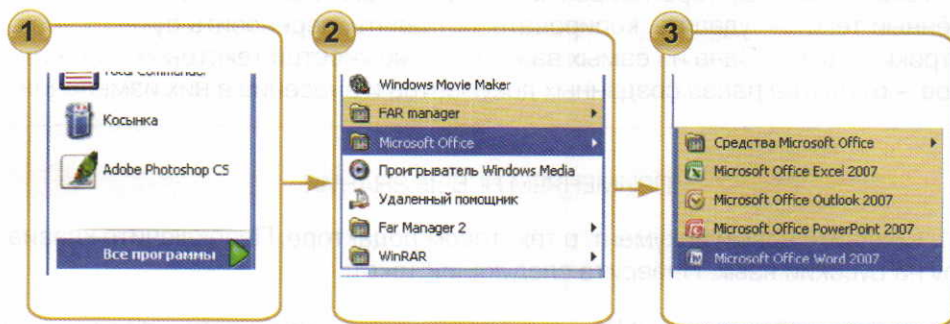 1
Total Commander
Косынка
Adobe Photoshop CS
Все программы
2
Windows Movie Maker
FAR manager
Microsoft Office
Проигрыватель Windows Media
Удаленный помощник
Far Manager 2
WinRAR
3
Средства Microsoft Office
Microsoft Office Excel 2007
Microsoft Office Outlook 2007
Microsoft Office PowerPoint 2007
Microsoft Office Word 2007